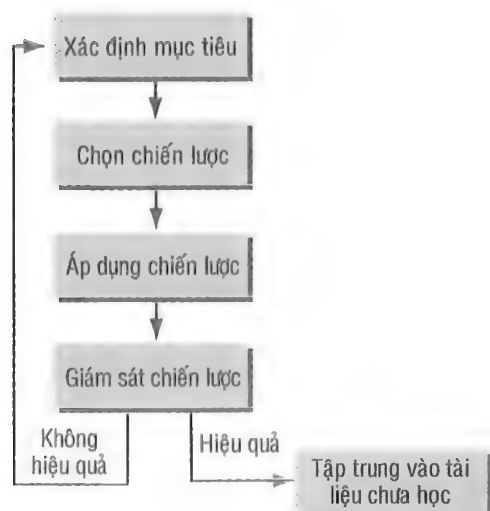 Xác định mục tiêu
Chọn chiến lược
Áp dụng chiến lược
Giám sát chiến lược
Không
hiệu quả
Hiệu quả
Tập trung vào tài
liệu chưa học